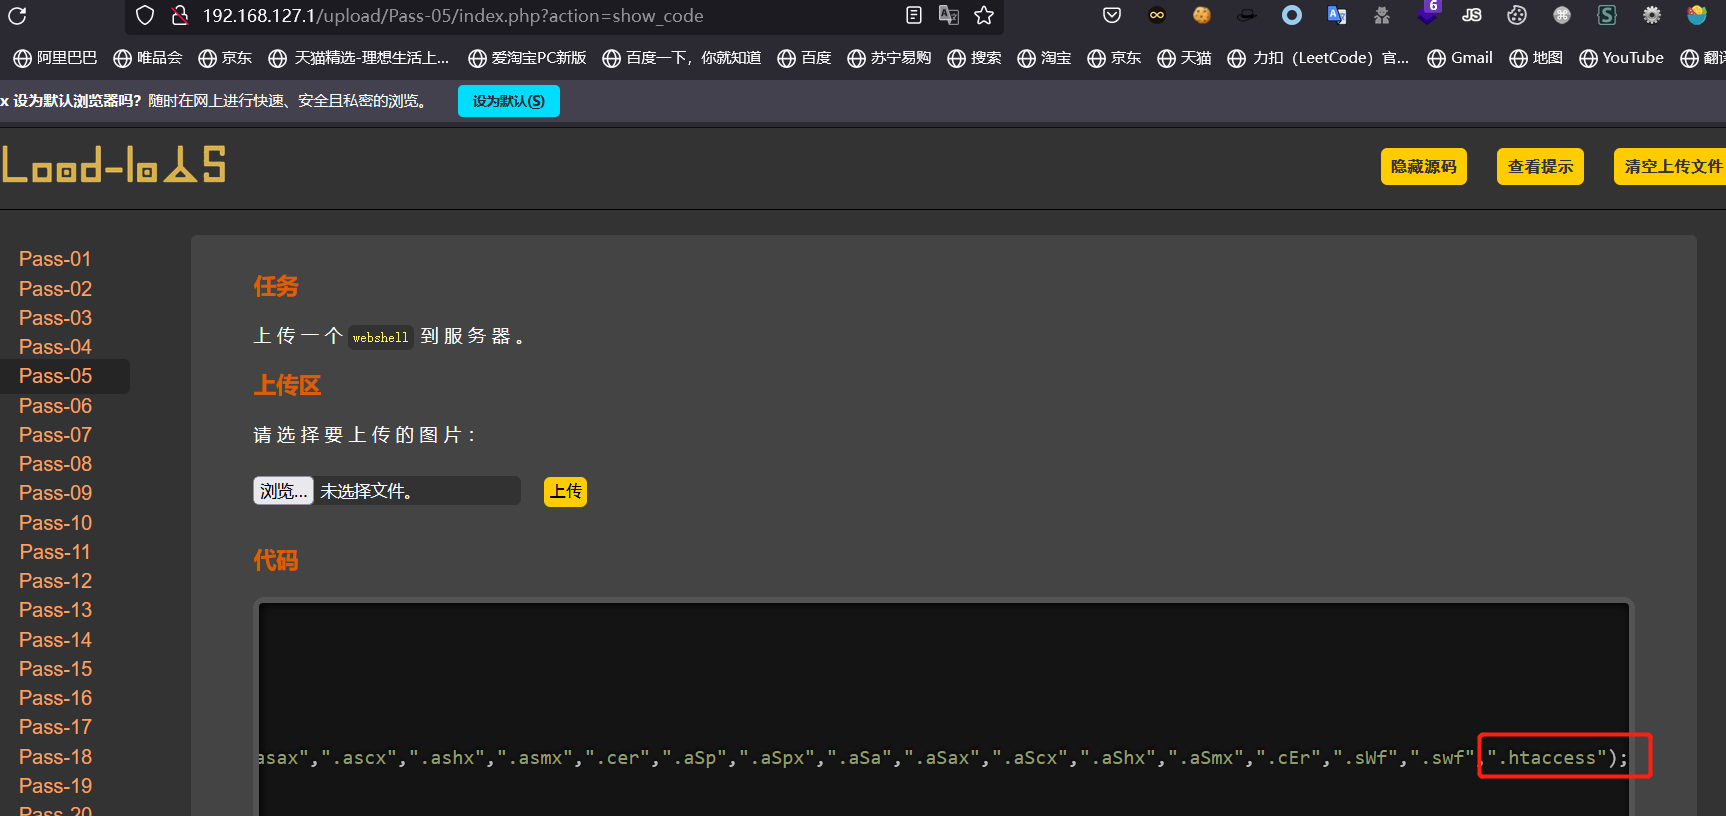 192.168.127.1/upload/Pass-05/index.php?action=show_code
6
JS
S
阿里巴巴 唯品会 京东 天猫精选-理想生活上... 爱淘宝PC新版 百度一下，你就知道 百度 苏宁易购 搜索 淘宝 京东 天猫 力扣（LeetCode）官... Gmail 地图 YouTube
x 设为默认浏览器吗？ 随时在网上进行快速、安全且私密的浏览。 设为默认(S)
隐藏源码 查看提示 清空上传文件
Pass-01
Pass-02
Pass-03
Pass-04
Pass-05
Pass-06
Pass-07
Pass-08
Pass-09
Pass-10
Pass-11
Pass-12
Pass-13
Pass-14
Pass-15
Pass-16
Pass-17
Pass-18
Pass-19
Pass-20
任务
上传一个 webshell 到服务器。
上传区
请选择要上传的图片：
浏览... 未选择文件。 上传
代码
asax",".ascx",".ashx",".asmx",".cer",".aSp",".aSpx",".aSa",".aSax",".aScx",".aShx",".aSmx",".cEr",".sWf",".swf",".htaccess");